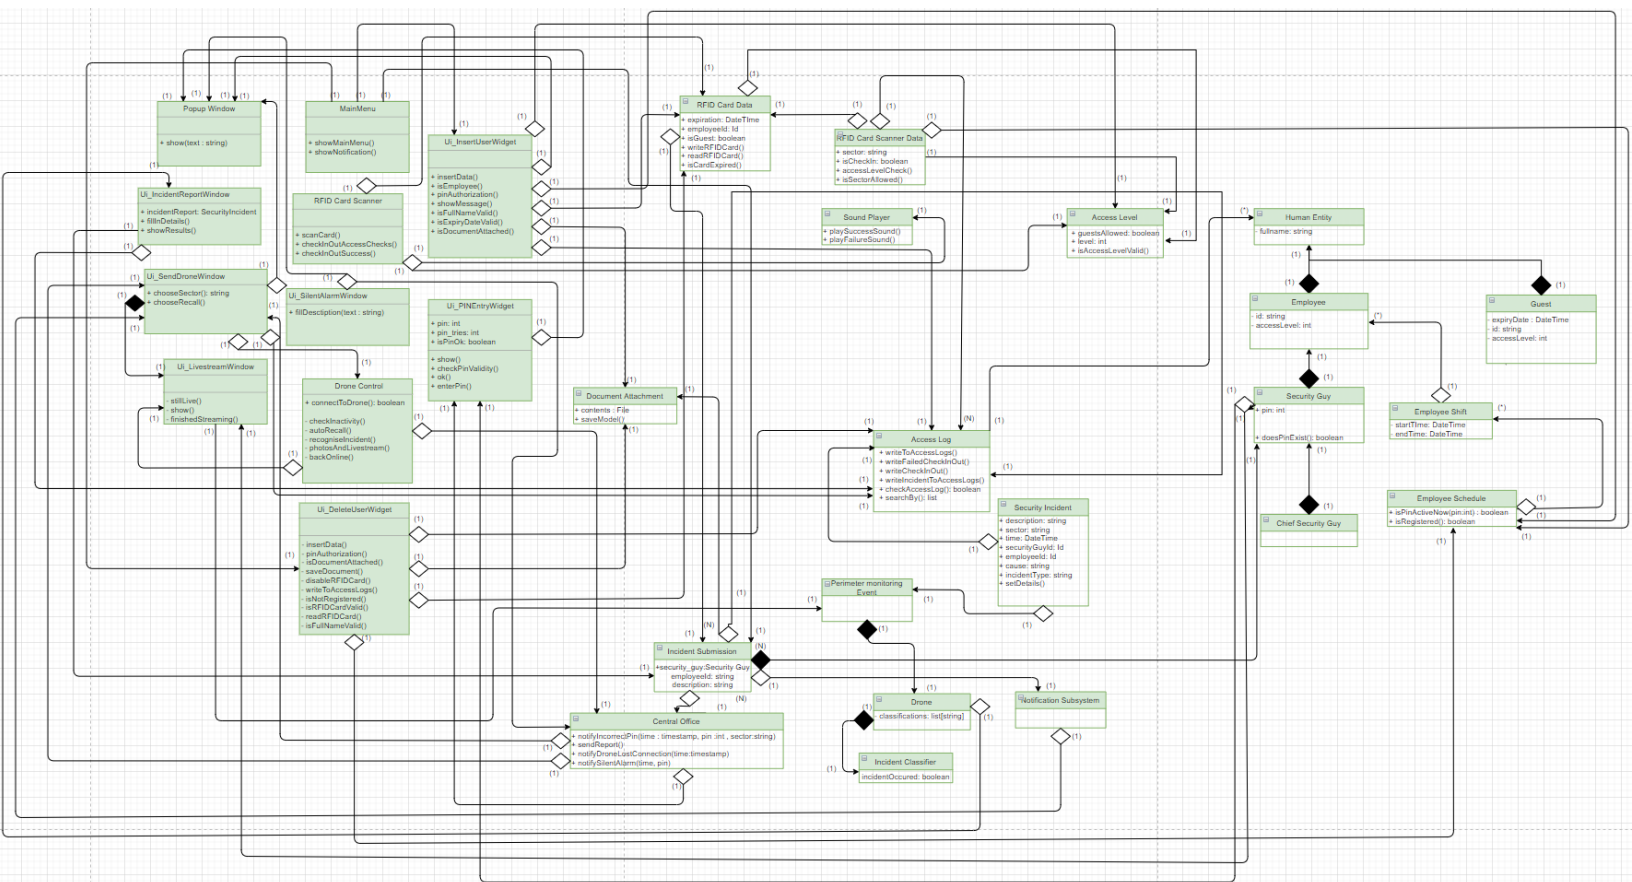 Popup Window
+ show(text : string)
MainMenu
+ showMainMenu()
+ showNotification()
Ui_InsertUserWidget
+ insertData()
+ isEmployee()
+ pinAuthorization()
+ showMessage()
+ isFullNameValid()
+ isExpiryDateValid()
+ isDocumentAttached()
RFID Card Data
+ expiration: DateTIme
+ employeeId: Id
+ isGuest: boolean
+ writeRFIDCard()
+ readRFIDCard()
+ isCardExpired()
RFID Card Scanner Data
+ sector: string
+ isCheckIn: boolean
+ accessLevelCheck()
+ isSectorAllowed()
Ui_IncidentReportWindow
+ incidentReport: SecurityIncident
+ fillInDetails()
+ showResults()
RFID Card Scanner
+ scanCard()
+ checkInOutAccessChecks()
+ checkInOutSuccess()
Sound Player
+ playSuccessSound()
+ playFailureSound()
Access Level
+ guestsAllowed: boolean
+ level: int
+ isAccessLevelValid()
Human Entity
- fullname: string
Ui_SendDroneWindow
+ chooseSector(): string
+ chooseRecall()
Ui_SilentAlarmWindow
+ fillDesctiption(text : string)
Ui_PINEntryWidget
+ pin: int
+ pin_tries: int
+ isPinOk: boolean
+ show()
+ checkPinValidity()
+ ok()
+ enterPin()
Employee
- id: string
- accessLevel: int
Guest
- expiryDate : DateTime
- id: string
- accessLevel: int
Ui_LivestreamWindow
- stillLive()
- show()
- finishedStreaming()
Drone Control
+ connectToDrone(): boolean
- checkInactivity()
- autoRecall()
- recogniseIncident()
- photosAndLivestream()
- backOnline()
Document Attachment
+ contents : File
+ saveModel()
Security Guy
+ pin: int
+ doesPinExist(): boolean
Employee Shift
- startTIme: DateTime
- endTime: DateTime
Access Log
+ writeToAccessLogs()
+ writeFailedCheckInOut()
+ writeCheckInOut()
+ writeIncidentToAccessLogs()
+ checkAccessLog(): boolean
+ searchBy(): list
Security Incident
+ description: string
+ sector: string
+ time: DateTime
+ securityGuyId: Id
+ employeeId: Id
+ cause: string
+ incidentType: string
+ setDetails()
Chief Security Guy
Employee Schedule
+ isPinActiveNow(pin:int) : boolean
+ isRegistered(): boolean
Ui_DeleteUserWidget
- insertData()
- pinAuthorization()
- isDocumentAttached()
- saveDocument()
- disableRFIDCard()
- writeToAccessLogs()
- isNotRegistered()
- isRFIDCardValid()
- readRFIDCard()
- isFullNameValid()
Perimeter monitoring
Event
Incident Submission
+security_guy:Security Guy
employeeId: string
description: string
Drone
- classifications: list[string]
Notification Subsystem
Central Office
+ notifyIncorrectPin(time : timestamp, pin :int , sector:string)
+ sendReport()
+ notifyDroneLostConnection(time:timestamp)
+ notifySilentAlarm(time, pin)
Incident Classifier
incidentOccured: boolean